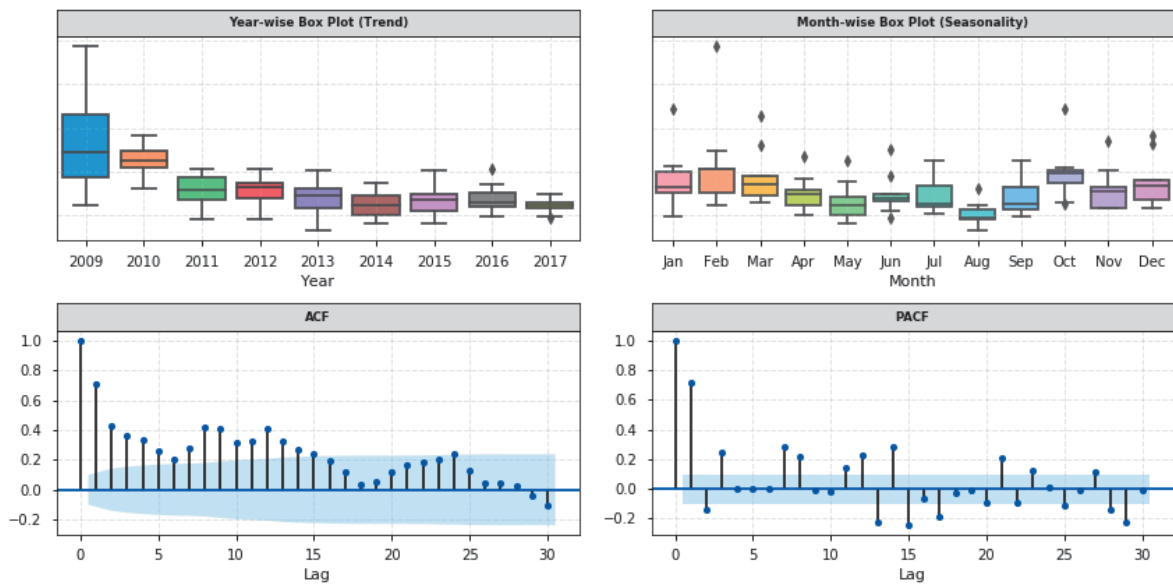 Year-wise Box Plot (Trend)
Month-wise Box Plot (Seasonality)
2009 2010 2011 2012 2013 2014 2015 2016 2017
Year
Jan Feb Mar Apr May Jun Jul Aug Sep Oct Nov Dec
Month
ACF
PACF
1.0
0.8
0.6
0.4
0.2
0.0
−0.2
0 5 10 15 20 25 30
Lag
1.0
0.8
0.6
0.4
0.2
0.0
−0.2
0 5 10 15 20 25 30
Lag